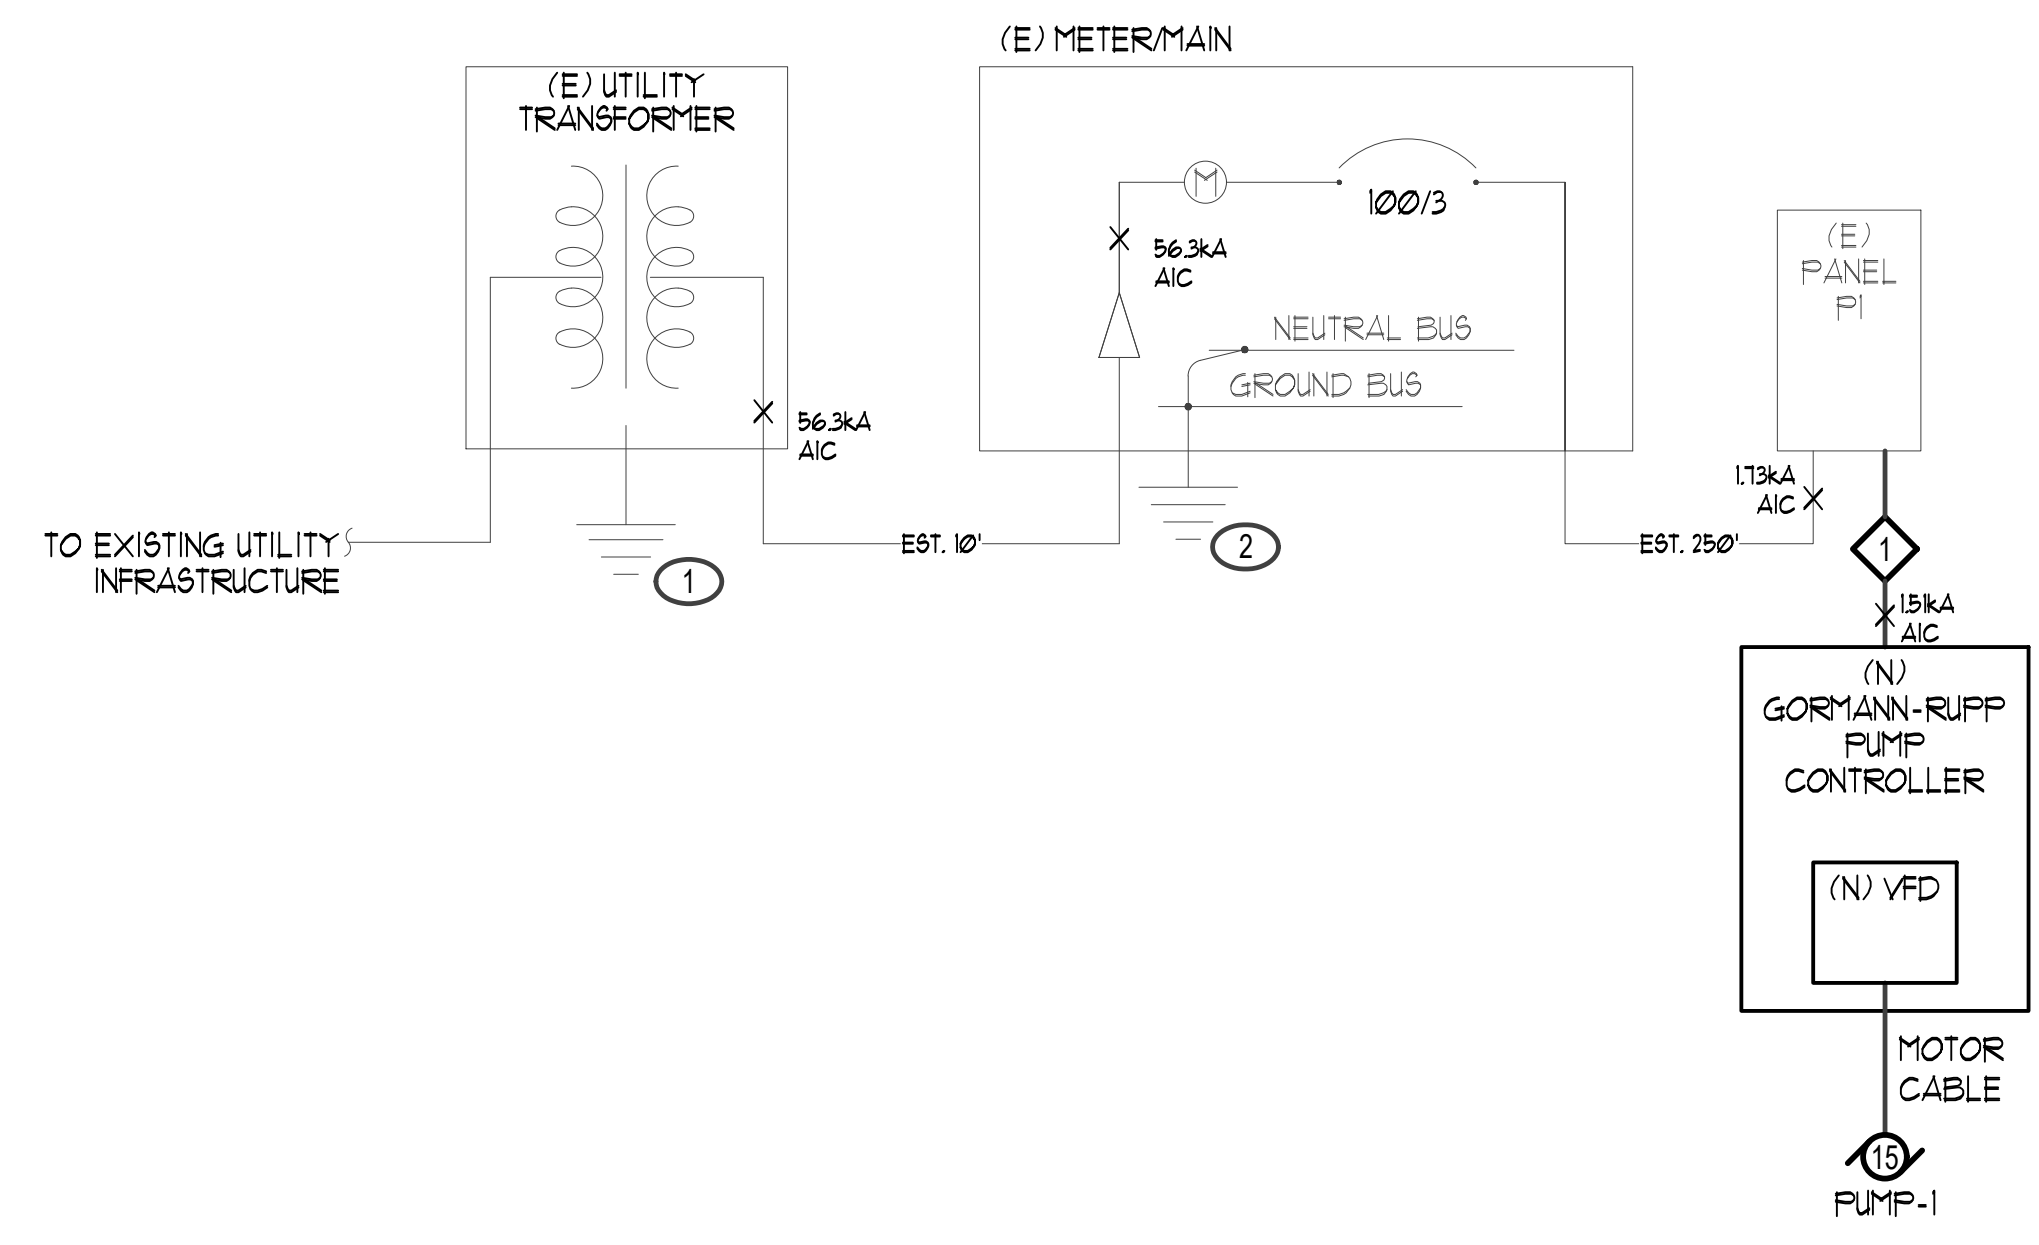 (E) METER/MAIN
(E) UTILITY
TRANSFORMER
M
100/3
56.3kA
AIC
NEUTRAL BUS
GROUND BUS
(E)
PANEL
P1
56.3kA
AIC
1.73kA
AIC
TO EXISTING UTILITY
INFRASTRUCTURE
EST. 10'
EST. 250'
1
2
1
1.51kA
AIC
(N)
GORMANN-RUPP
PUMP
CONTROLLER
(N) VFD
MOTOR
CABLE
15
PUMP-1